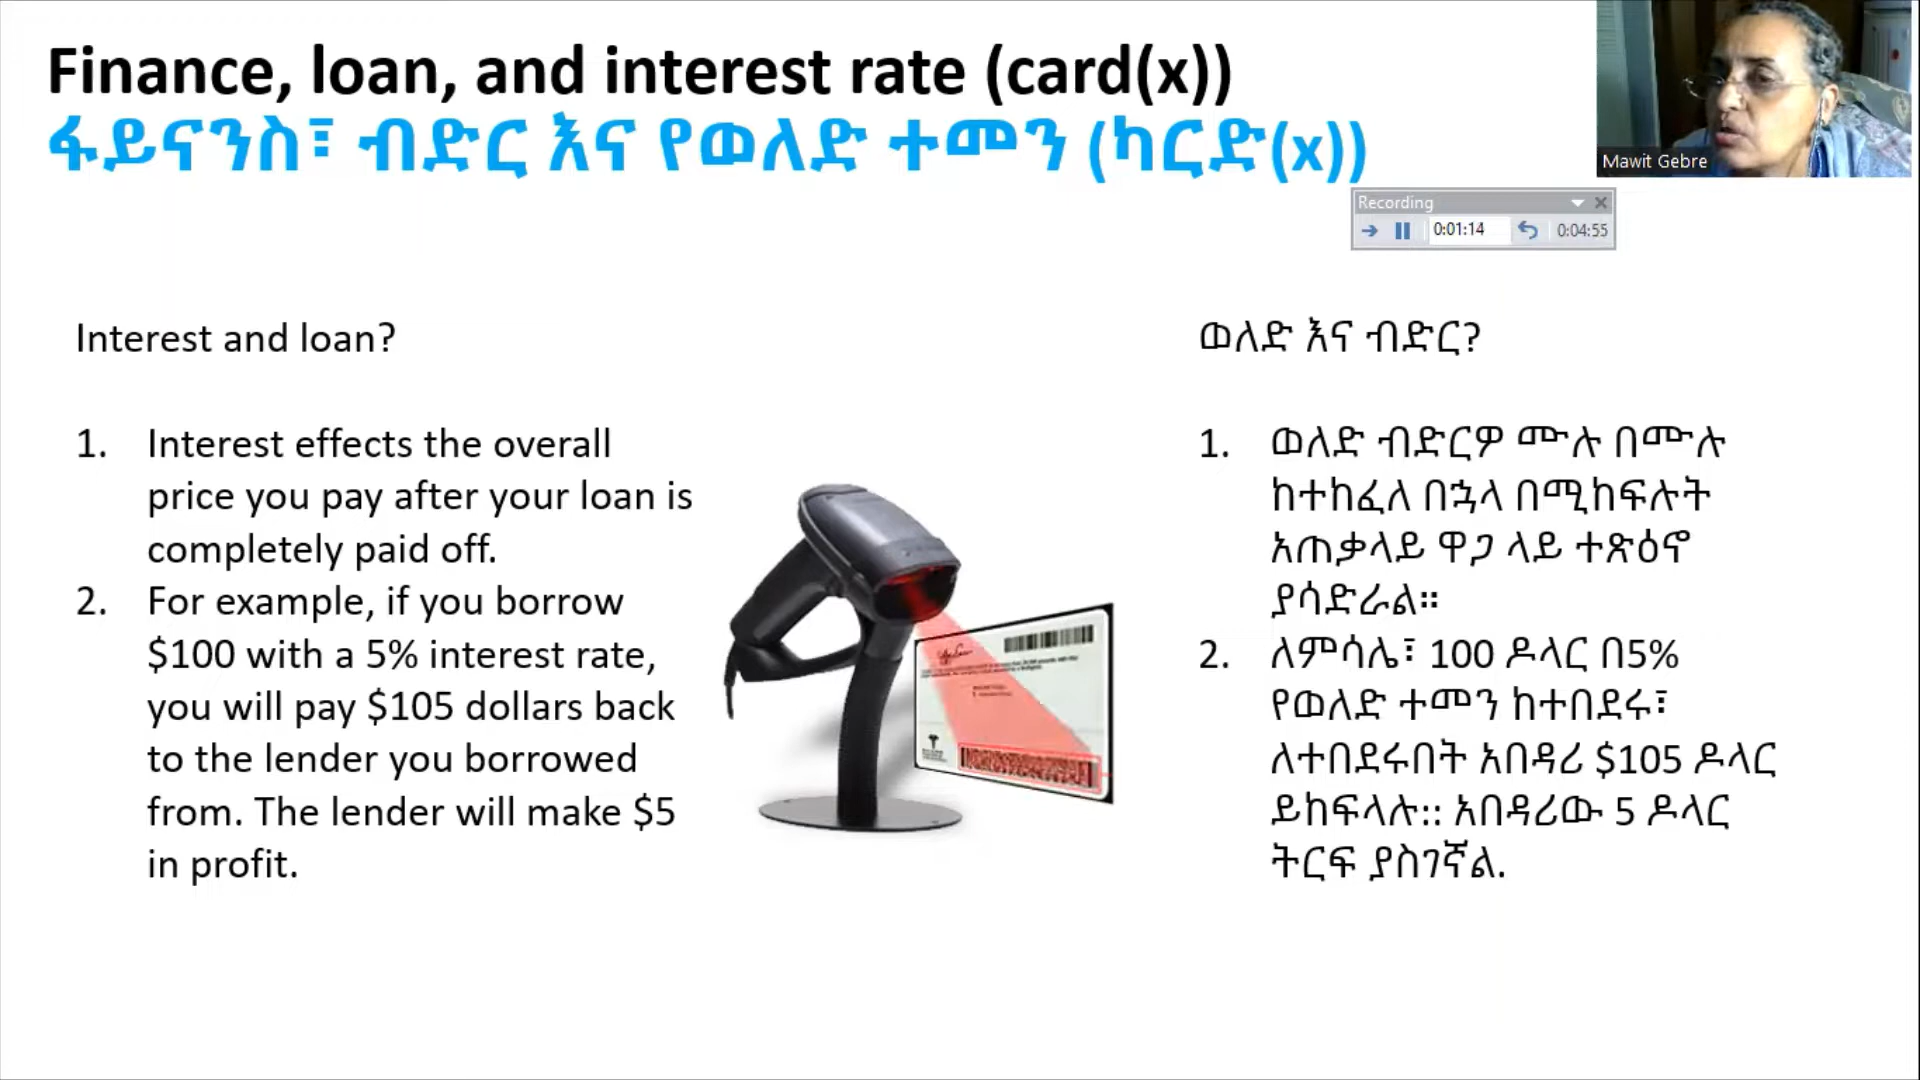 Finance, loan, and interest rate (card(x))
ፋይናንስ፣ ብድር እና የወለድ ተመን (ካርድ(x))
Mawit Gebre
Recording
0:01:14
0:04:55
Interest and loan?
1. Interest effects the overall
price you pay after your loan is
completely paid off.
2. For example, if you borrow
$100 with a 5% interest rate,
you will pay $105 dollars back
to the lender you borrowed
from. The lender will make $5
in profit.
ወለድ እና ብድር?
1. ወለድ ብድርዎ ሙሉ በሙሉ
ከተከፈለ በኋላ በሚከፍሉት
አጠቃላይ ዋጋ ላይ ተጽዕኖ
ያሳድራል።
2. ለምሳሌ፣ 100 ዶላር በ5%
የወለድ ተመን ከተበደሩ፣
ለተበደሩበት አበዳሪ $105 ዶላር
ይከፍላሉ:: አበዳሪው 5 ዶላር
ትርፍ ያስገኛል.